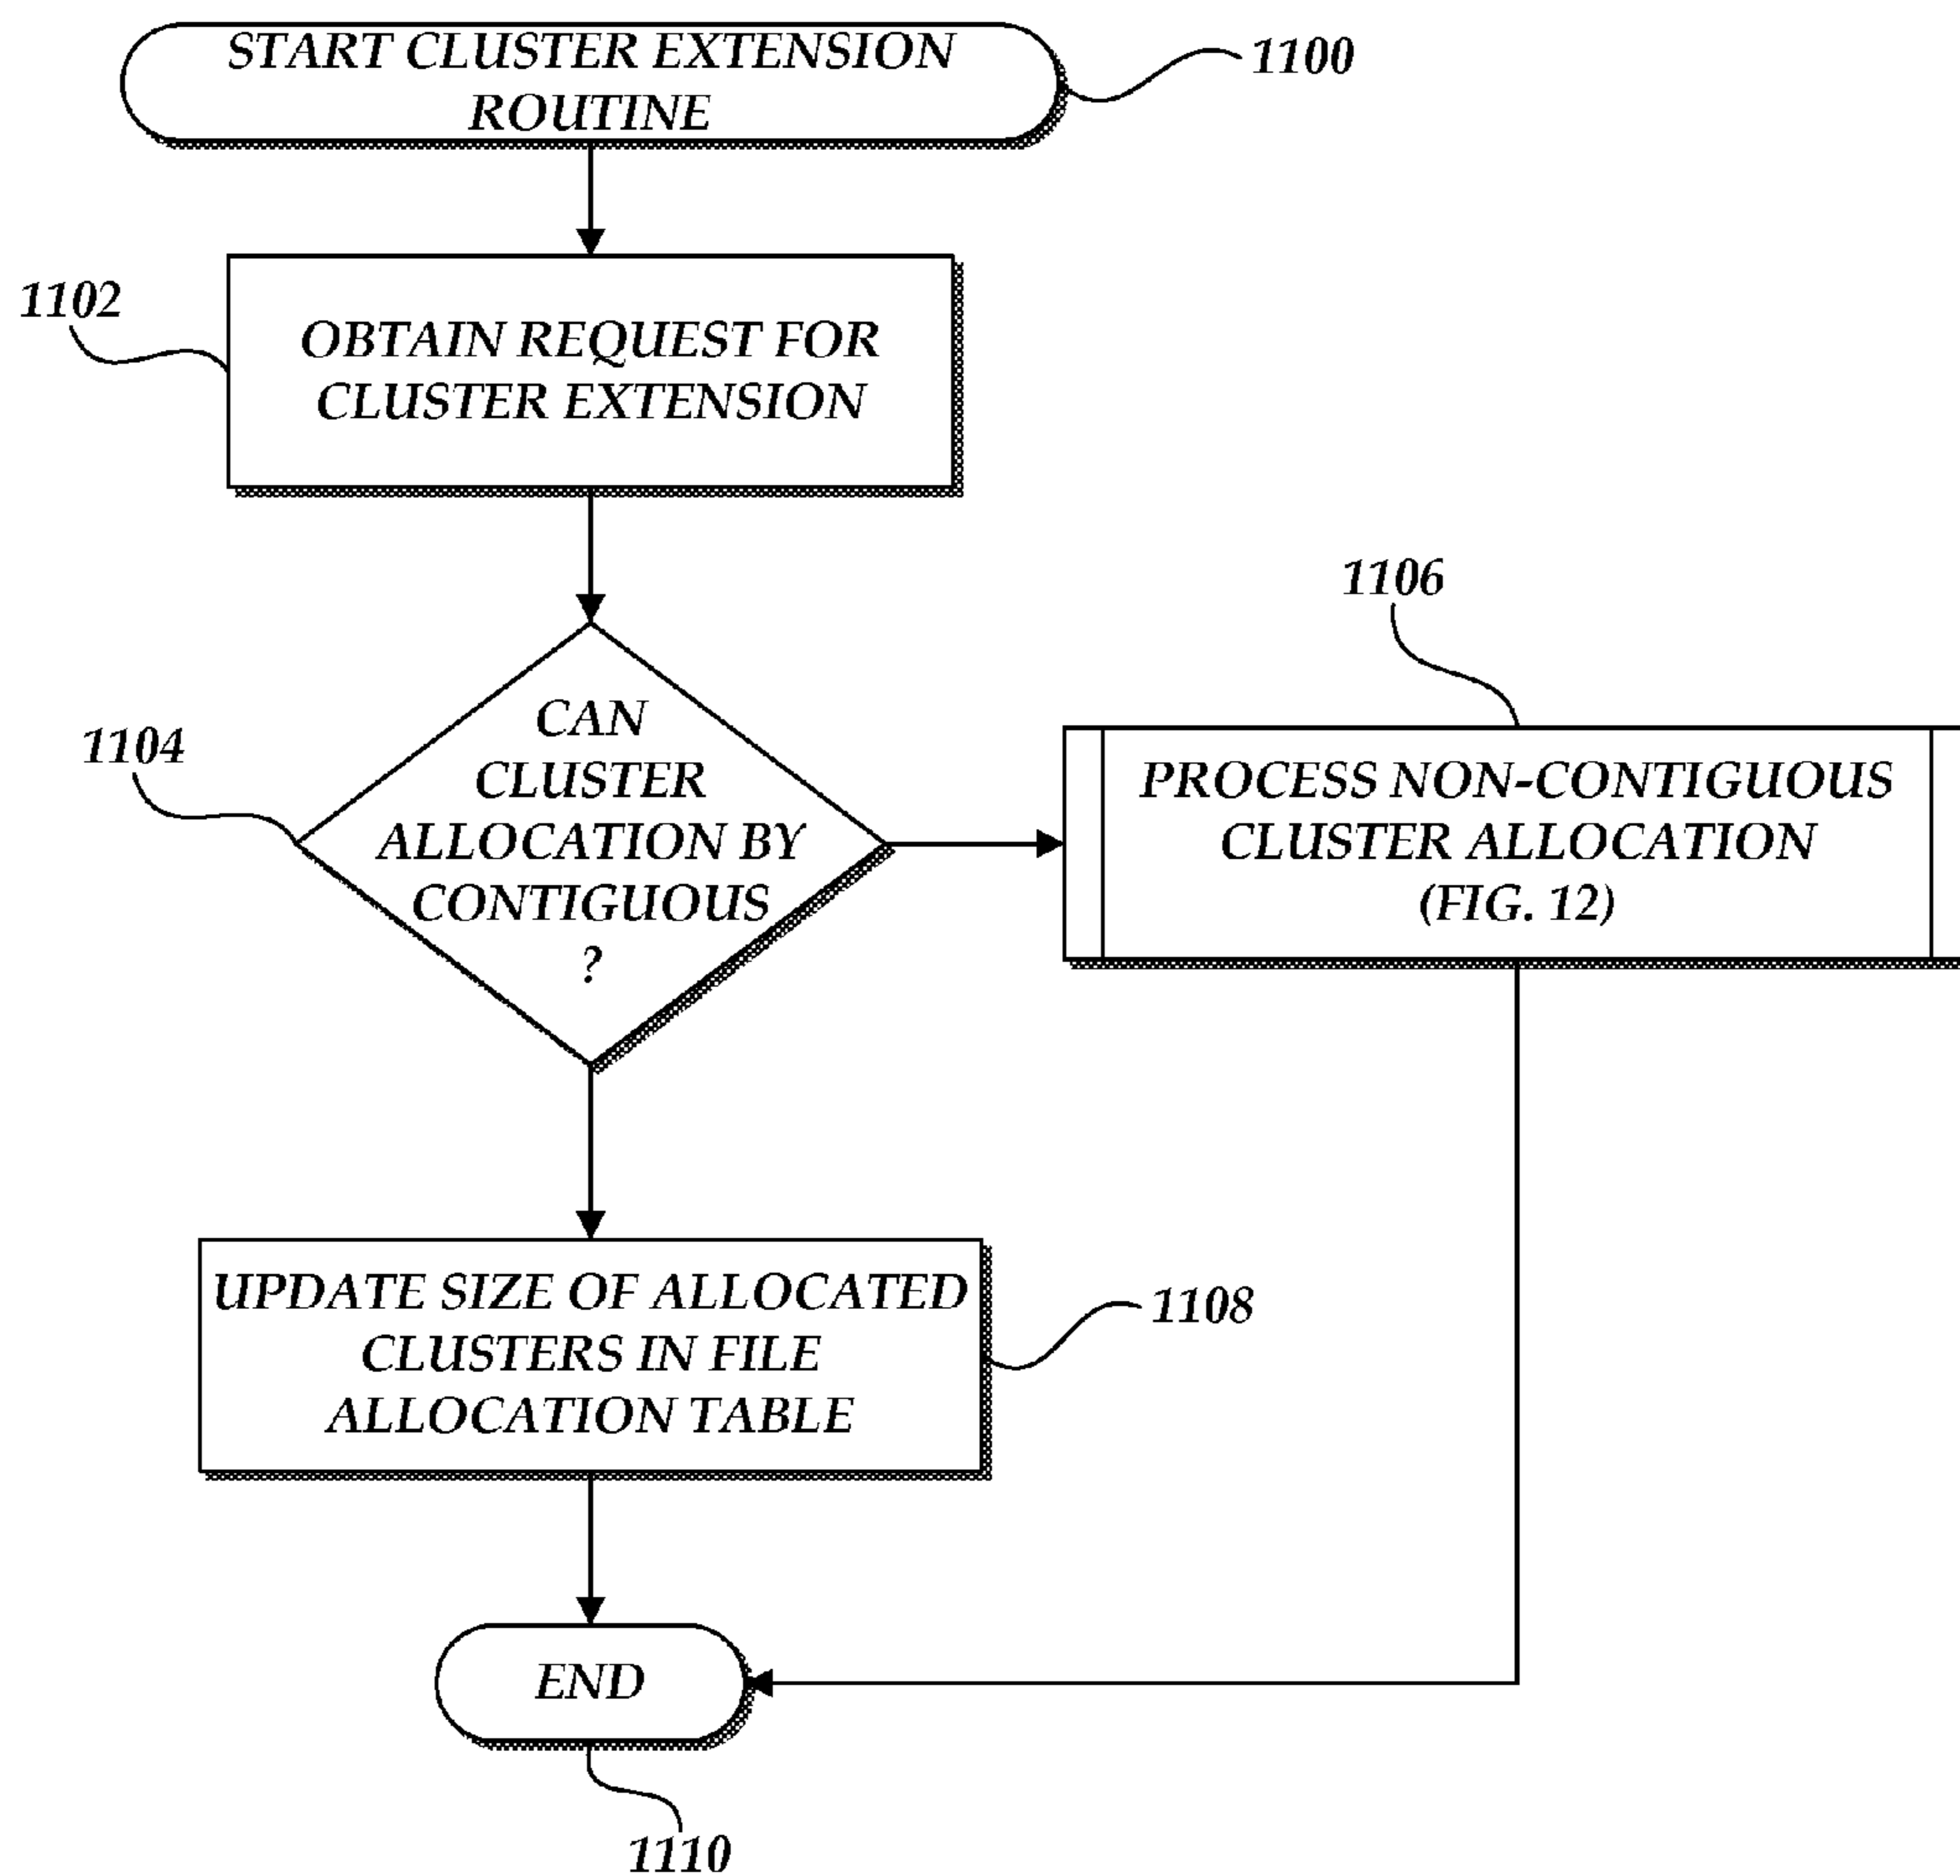 START CLUSTER EXTENSION
ROUTINE
1100
1102
OBTAIN REQUEST FOR
CLUSTER EXTENSION
1104
CAN
CLUSTER
ALLOCATION BY
CONTIGUOUS
?
1106
PROCESS NON-CONTIGUOUS
CLUSTER ALLOCATION
(FIG. 12)
UPDATE SIZE OF ALLOCATED
CLUSTERS IN FILE
ALLOCATION TABLE
1108
END
1110